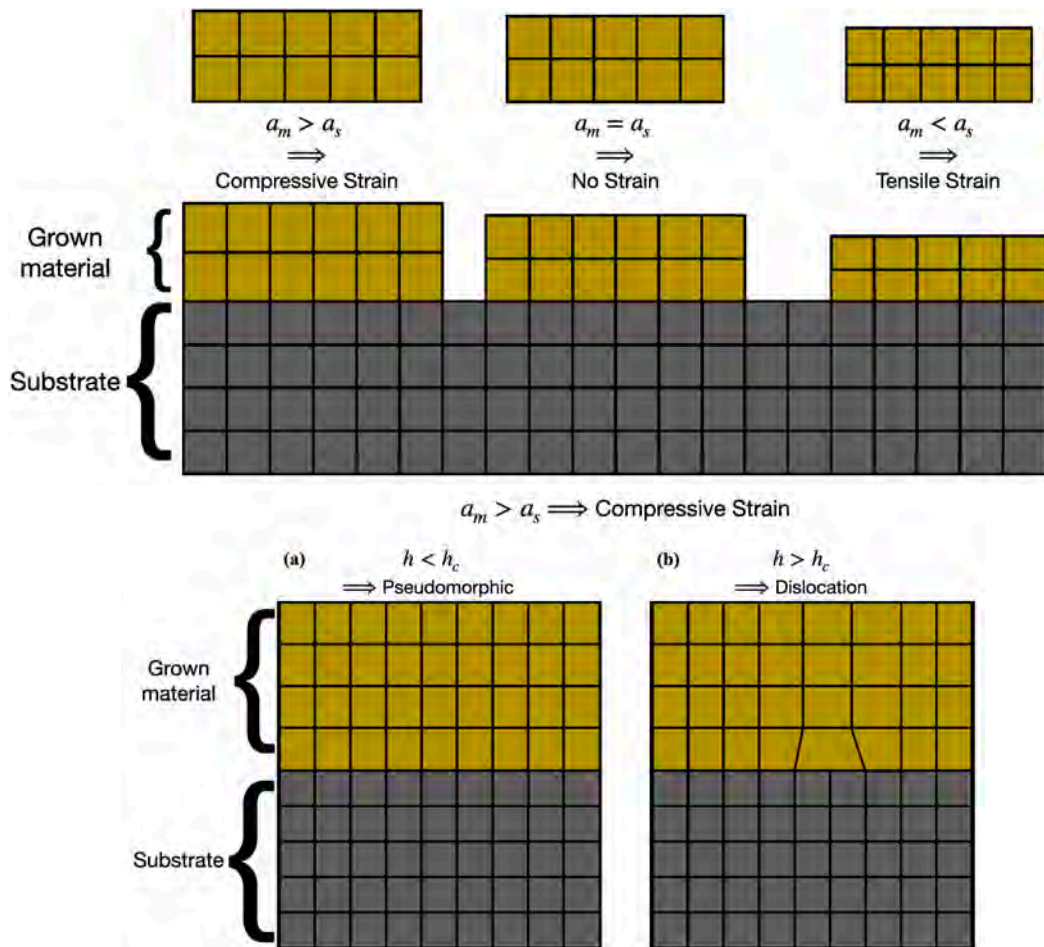 a_m > a_s
⟹
Compressive Strain
a_m = a_s
⟹
No Strain
a_m < a_s
⟹
Tensile Strain
Grown
material
Substrate
a_m > a_s ⟹ Compressive Strain
(a) h < h_c
⟹ Pseudomorphic
(b) h > h_c
⟹ Dislocation
Grown
material
Substrate